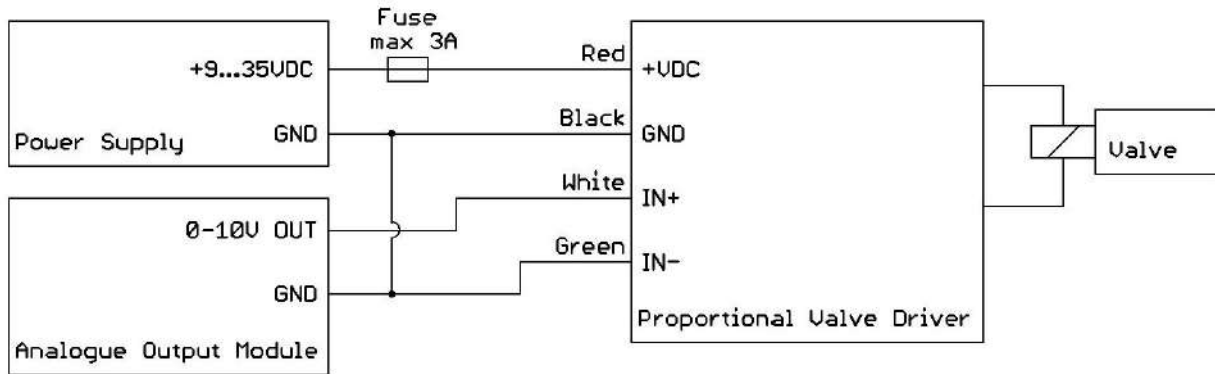 Fuse
max 3A
+9...35VDC
GND
Power Supply
Red
Black
White
Green
+VDC
GND
IN+
IN-
Proportional Valve Driver
Valve
0-10V OUT
GND
Analogue Output Module